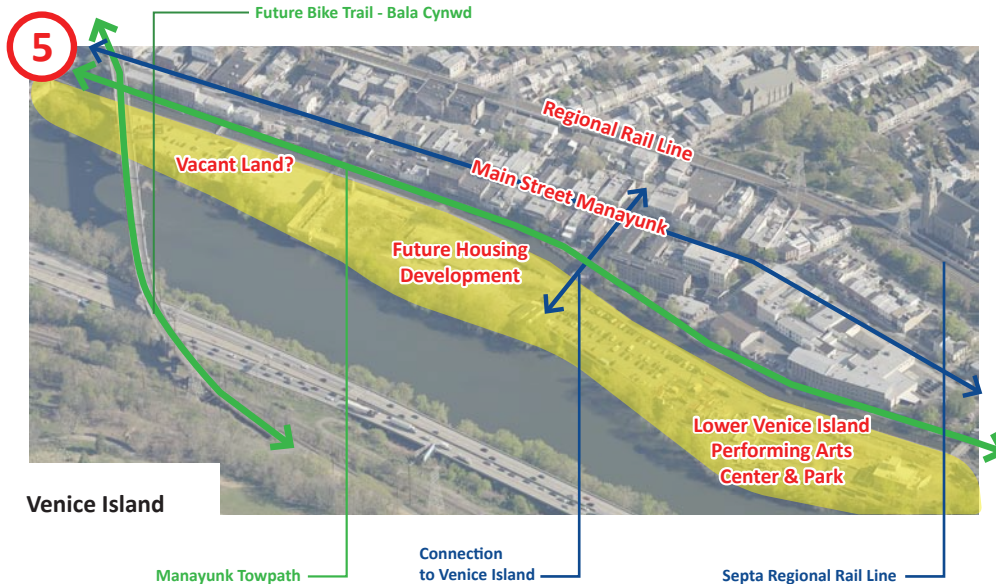 Future Bike Trail - Bala Cynwd
5
Regional Rail Line
Vacant Land?
Main Street Manayunk
Future Housing
Development
Lower Venice Island
Performing Arts
Center & Park
Venice Island
Manayunk Towpath
Connection
to Venice Island
Septa Regional Rail Line